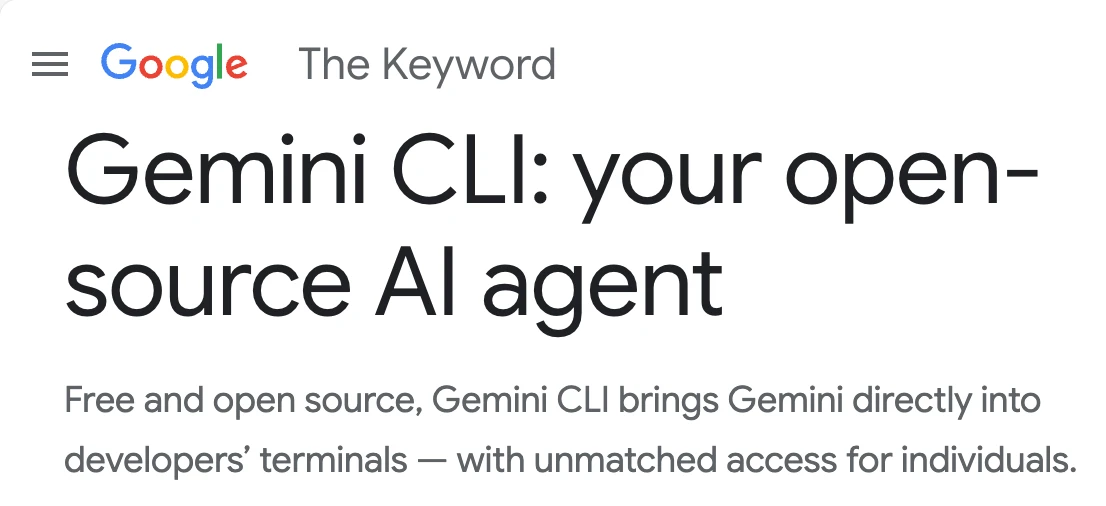 Google The Keyword
Gemini CLI: your open-
source AI agent
Free and open source, Gemini CLI brings Gemini directly into
developers’ terminals — with unmatched access for individuals.